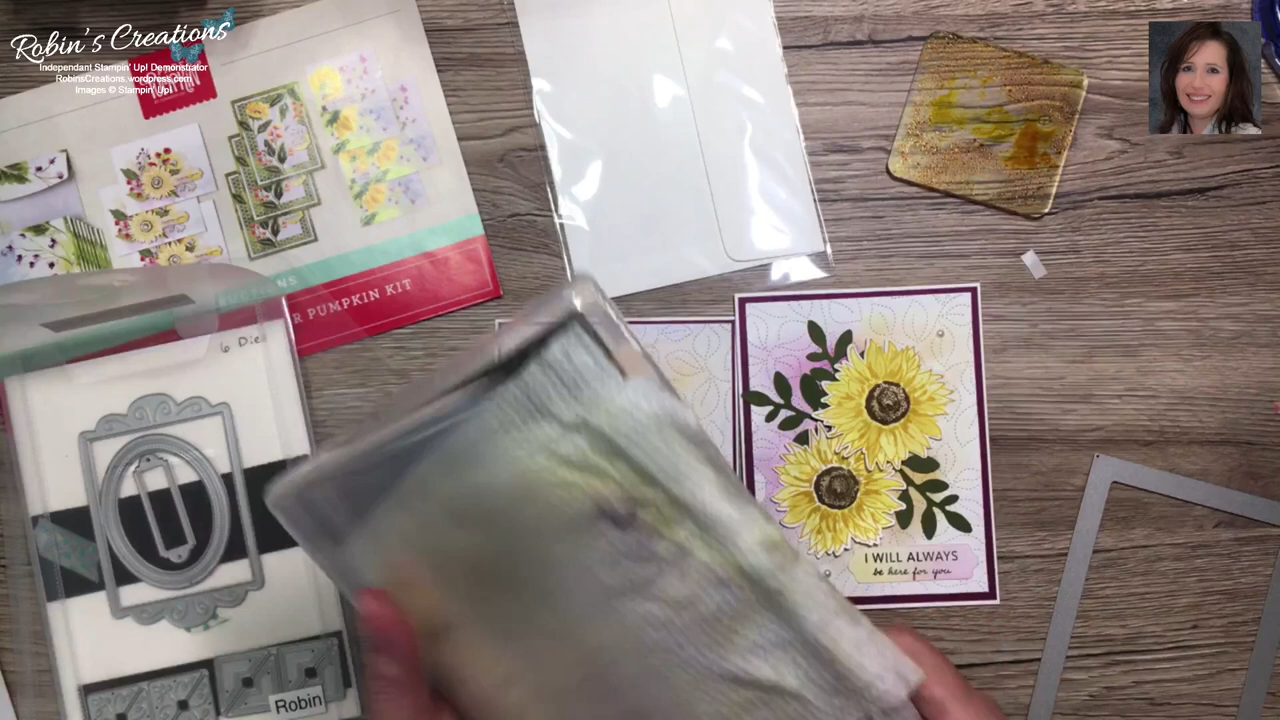 Robin's Creations
Independant Stampin' Up! Demonstrator
RobinsCreations.wordpress.com
Images © Stampin' Up!
R PUMPKIN KIT
6 Die
Robin
I WILL ALWAYS
be here for you